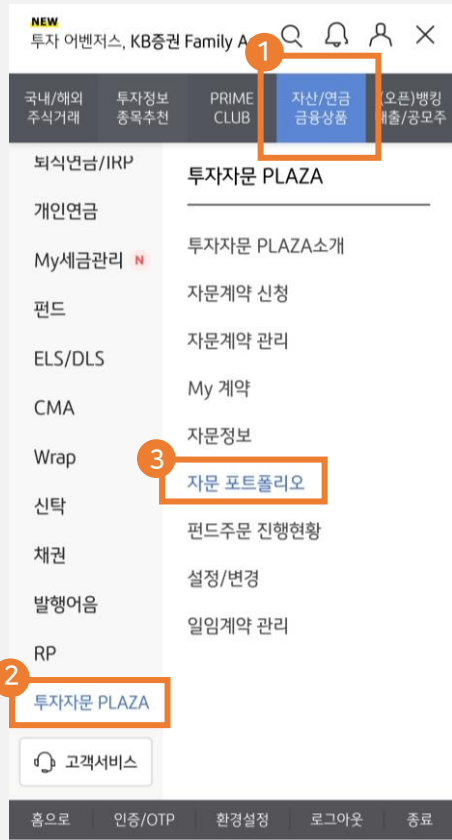 NEW
투자 어벤저스, KB증권 Family A
1
국내/해외
주식거래
투자정보
종목추천
PRIME
CLUB
자산/연금
금융상품
(오픈)뱅킹
대출/공모주
퇴직연금/IRP
개인연금
My세금관리 N
펀드
ELS/DLS
CMA
Wrap
신탁
채권
발행어음
RP
2
투자자문 PLAZA
고객서비스
투자자문 PLAZA
투자자문 PLAZA소개
자문계약 신청
자문계약 관리
My 계약
자문정보
3
자문 포트폴리오
펀드주문 진행현황
설정/변경
일임계약 관리
홈으로
인증/OTP
환경설정
로그아웃
종료